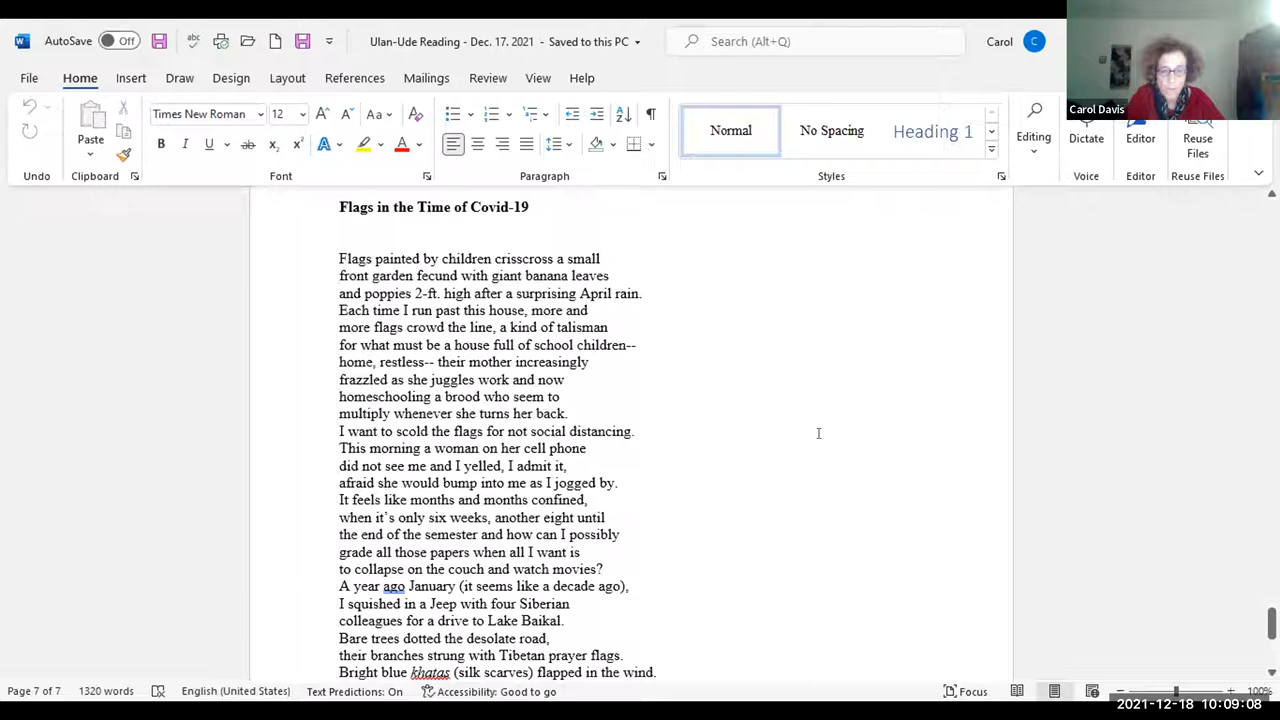 AutoSave Off Ulan-Ude Reading - Dec. 17. 2021 - Saved to this PC Search (Alt+Q) Carol C
File Home Insert Draw Design Layout References Mailings Review View Help
Carol Davis
Times New Roman 12 Aa
Paste
B I U ab x₂ x² A A
Normal No Spacing Heading 1
Editing Dictate Editor Reuse Files
Undo Clipboard Font Paragraph Styles Voice Editor Reuse Files
Flags in the Time of Covid-19
Flags painted by children crisscross a small
front garden fecund with giant banana leaves
and poppies 2-ft. high after a surprising April rain.
Each time I run past this house, more and
more flags crowd the line, a kind of talisman
for what must be a house full of school children--
home, restless-- their mother increasingly
frazzled as she juggles work and now
homeschooling a brood who seem to
multiply whenever she turns her back.
I want to scold the flags for not social distancing.
This morning a woman on her cell phone
did not see me and I yelled, I admit it,
afraid she would bump into me as I jogged by.
It feels like months and months confined,
when it's only six weeks, another eight until
the end of the semester and how can I possibly
grade all those papers when all I want is
to collapse on the couch and watch movies?
A year ago January (it seems like a decade ago),
I squished in a Jeep with four Siberian
colleagues for a drive to Lake Baikal.
Bare trees dotted the desolate road,
their branches strung with Tibetan prayer flags.
Bright blue khatas (silk scarves) flapped in the wind.
Page 7 of 7 1320 words English (United States) Text Predictions: On Accessibility: Good to go Focus 100%
2021-12-18 10:09:08